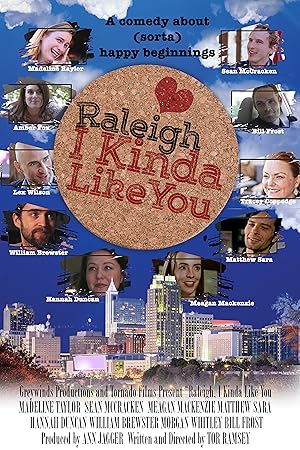 A comedy about
(sorta)
happy beginnings
Madeline Taylor
Sean McCracken
Amber Fox
Bill Frost
Lex Wilson
Tracey Coppedge
William Brewster
Matthew Sara
Hannah Duncan
Meagan Mackenzie
Raleigh,
I Kinda
Like You
Greywinds Productions and Tornado Films Present "Raleigh, I Kinda Like You
MADELINE TAYLOR SEAN MCCRACKEN MEAGAN MACKENZIE MATTHEW SARA
HANNAH DUNCAN WILLIAM BREWSTER MORGAN WHITLEY BILL FROST
Produced by ANN JAGGER Written and Directed by TOR RAMSEY